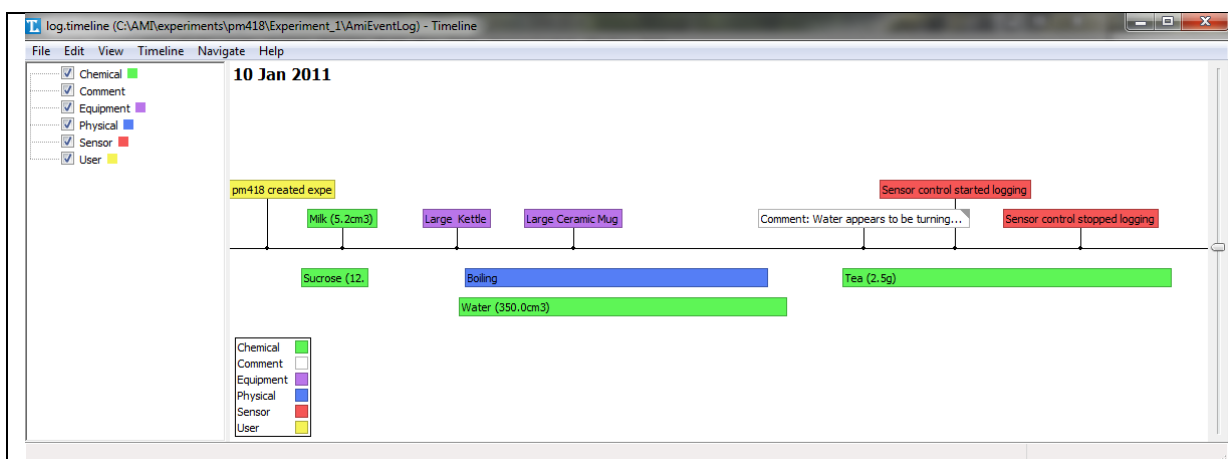 log.timeline (C:\AMI\experiments\pm418\Experiment_1\AmiEventLog) - Timeline
File Edit View Timeline Navigate Help
Chemical
Comment
Equipment
Physical
Sensor
User
10 Jan 2011
pm418 created expe
Sensor control started logging
Milk (5.2cm3)
Large Kettle
Large Ceramic Mug
Comment: Water appears to be turning...
Sensor control stopped logging
Sucrose (12.
Boiling
Tea (2.5g)
Water (350.0cm3)
Chemical
Comment
Equipment
Physical
Sensor
User